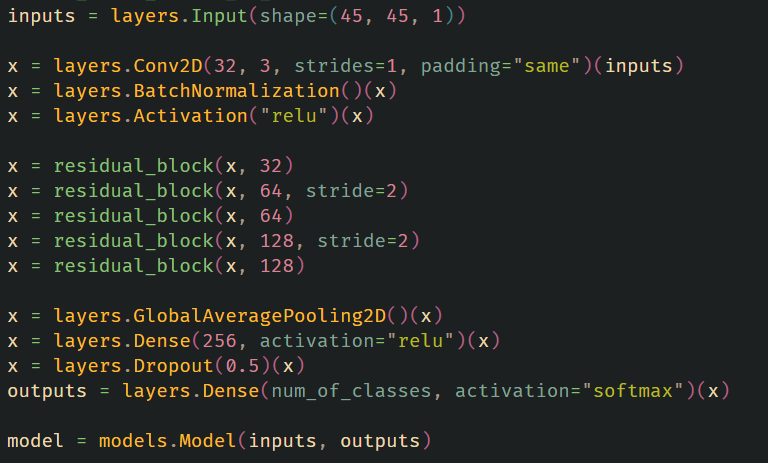 inputs = layers.Input(shape=(45, 45, 1))
x = layers.Conv2D(32, 3, strides=1, padding="same")(inputs)
x = layers.BatchNormalization()(x)
x = layers.Activation("relu")(x)
x = residual_block(x, 32)
x = residual_block(x, 64, stride=2)
x = residual_block(x, 64)
x = residual_block(x, 128, stride=2)
x = residual_block(x, 128)
x = layers.GlobalAveragePooling2D()(x)
x = layers.Dense(256, activation="relu")(x)
x = layers.Dropout(0.5)(x)
outputs = layers.Dense(num_of_classes, activation="softmax")(x)
model = models.Model(inputs, outputs)